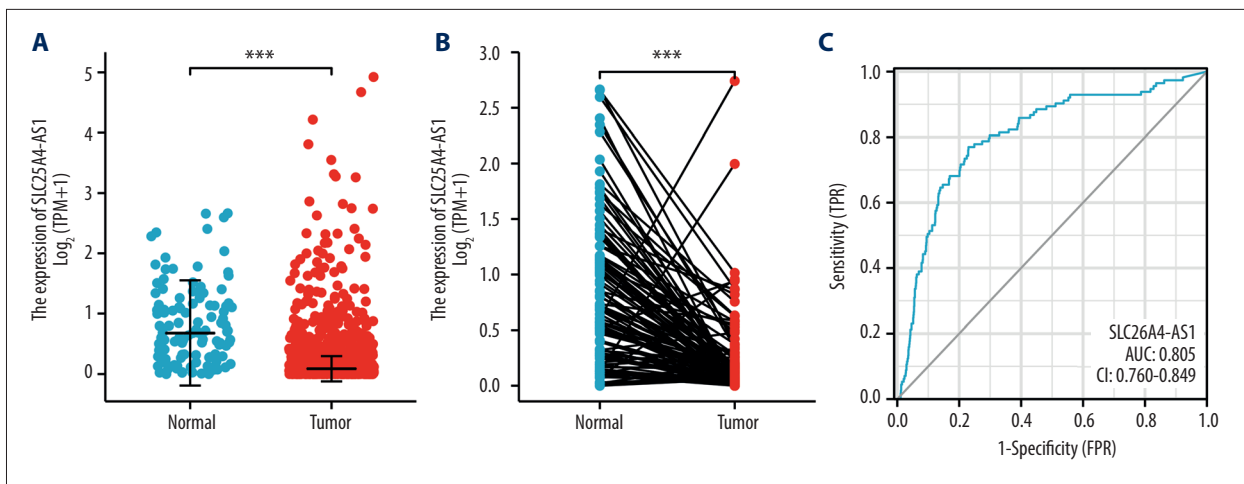 A
The expression of SLC25A4-AS1
Log2 (TPM+1)
5
4
3
2
1
0
***
Normal
Tumor
B
The expression of SLC25A4-AS1
Log2 (TPM+1)
3.0
2.5
2.0
1.5
1.0
0.5
0.0
***
Normal
Tumor
C
Sensitivity (TPR)
1.0
0.8
0.6
0.4
0.2
0.0
SLC26A4-AS1
AUC: 0.805
CI: 0.760-0.849
0.0
0.2
0.4
0.6
0.8
1.0
1-Specificity (FPR)